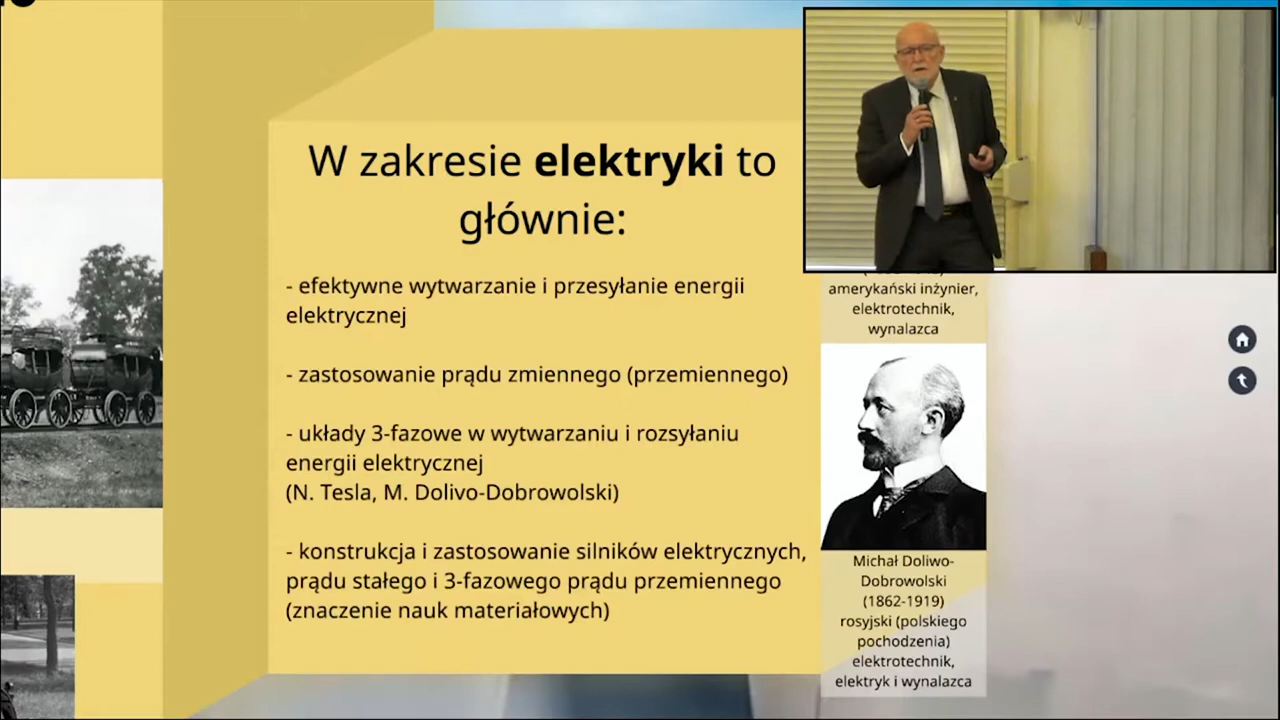 W zakresie elektryki to
głównie:
- efektywne wytwarzanie i przesyłanie energii
elektrycznej
- zastosowanie prądu zmiennego (przemiennego)
- układy 3-fazowe w wytwarzaniu i rozsyłaniu
energii elektrycznej
(N. Tesla, M. Dolivo-Dobrowolski)
- konstrukcja i zastosowanie silników elektrycznych,
prądu stałego i 3-fazowego prądu przemiennego
(znaczenie nauk materiałowych)
amerykański inżynier,
elektrotechnik,
wynalazca
Michał Doliwo-
Dobrowolski
(1862-1919)
rosyjski (polskiego
pochodzenia)
elektrotechnik,
elektryk i wynalazca